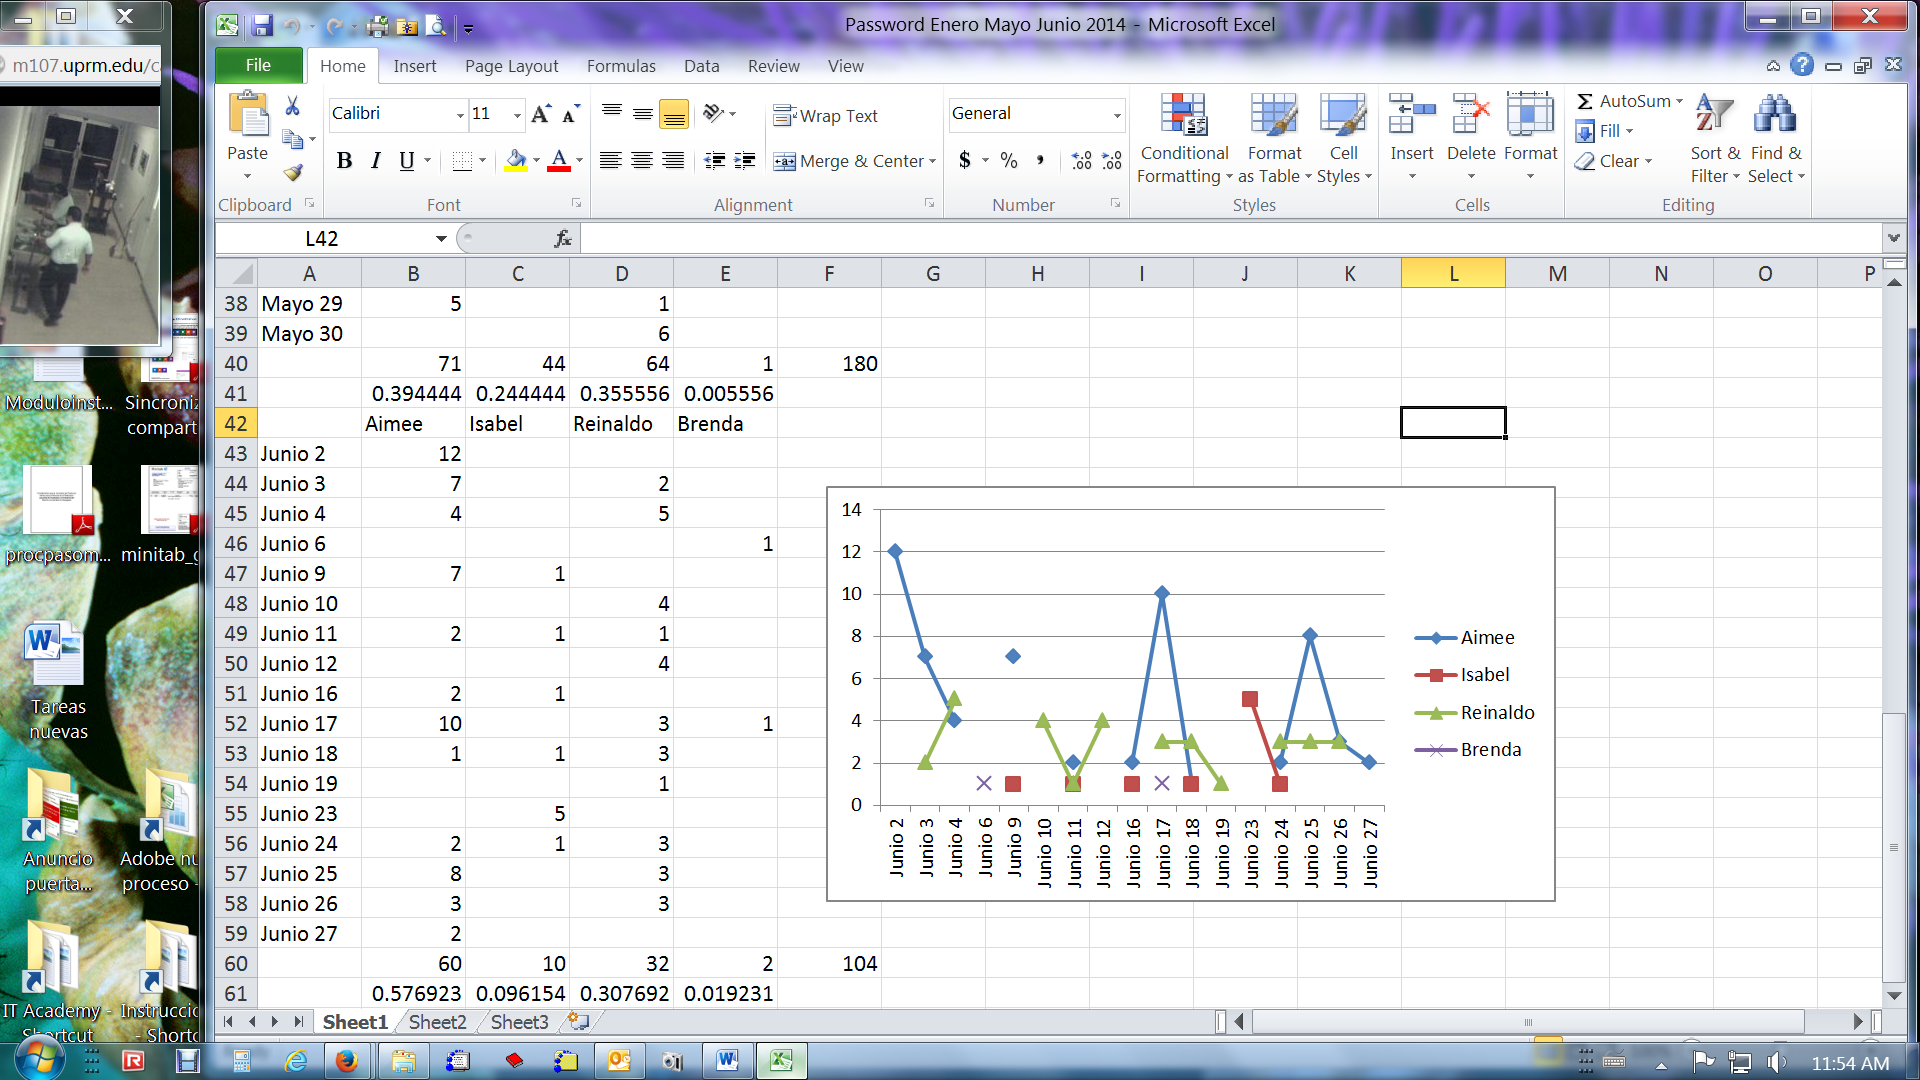 Password Enero Mayo Junio 2014 - Microsoft Excel
m107.uprm.edu/c
File Home Insert Page Layout Formulas Data Review View
Paste
Clipboard
Calibri 11
B I U
Font
Wrap Text
Merge & Center
Alignment
General
$ % ,
Number
Conditional Formatting
Format as Table
Cell Styles
Styles
Insert Delete Format
Cells
AutoSum
Fill
Clear
Sort & Filter
Find & Select
Editing
L42 fx
A B C D E F G H I J K L M N O P
38 Mayo 29 5 1
39 Mayo 30 6
40 71 44 64 1 180
41 0.394444 0.244444 0.355556 0.005556
42 Aimee Isabel Reinaldo Brenda
43 Junio 2 12
44 Junio 3 7 2
45 Junio 4 4 5
46 Junio 6 1
47 Junio 9 7 1
48 Junio 10 4
49 Junio 11 2 1 1
50 Junio 12 4
51 Junio 16 2 1
52 Junio 17 10 3 1
53 Junio 18 1 1 3
54 Junio 19 1
55 Junio 23 5
56 Junio 24 2 1 3
57 Junio 25 8 3
58 Junio 26 3 3
59 Junio 27 2
60 60 10 32 2 104
61 0.576923 0.096154 0.307692 0.019231
14
12
10
8
6
4
2
0
Junio 2 Junio 3 Junio 4 Junio 6 Junio 9 Junio 10 Junio 11 Junio 12 Junio 16 Junio 17 Junio 18 Junio 19 Junio 23 Junio 24 Junio 25 Junio 26 Junio 27
Aimee
Isabel
Reinaldo
Brenda
Sheet1 Sheet2 Sheet3
Moduloinst...
Sincroniz
compart
procpasom...
minitab_g
Tareas
nuevas
Anuncio
puerta...
Adobe nu
proceso -
IT Academy -
Shortcut
Instruccio
- Shortc
11:54 AM